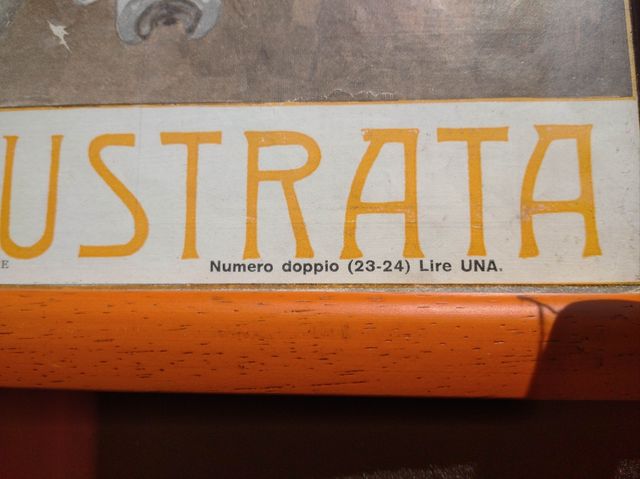 USTRATA
E
Numero doppio (23-24) Lire UNA.